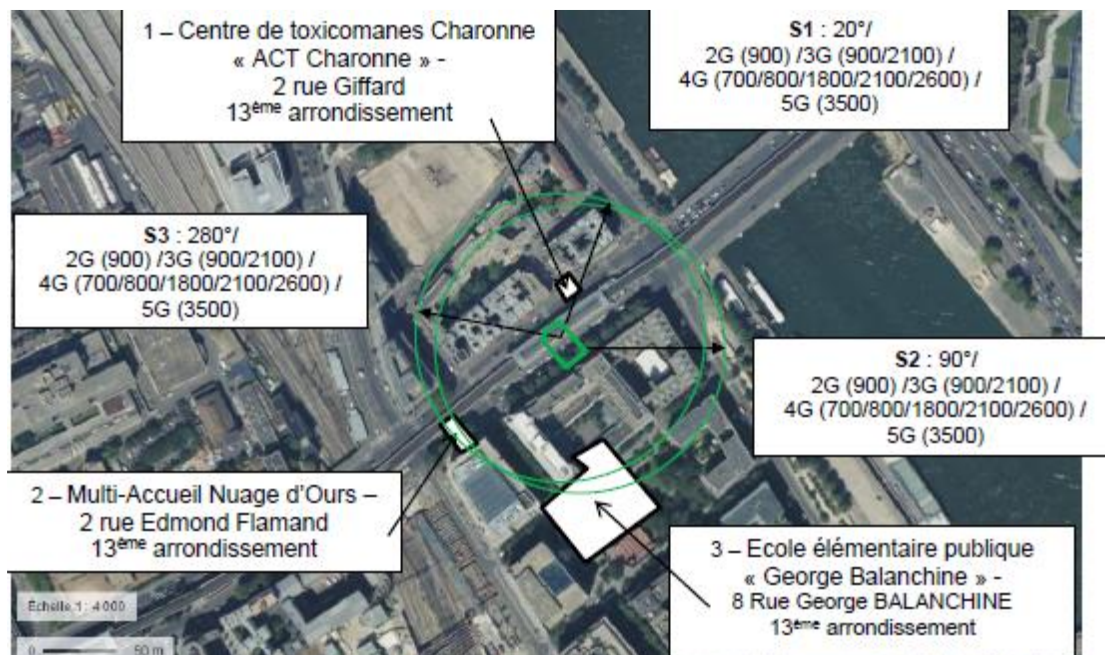 1 – Centre de toxicomanes Charonne
« ACT Charonne » -
2 rue Giffard
13ème arrondissement
S1 : 20°/
2G (900) /3G (900/2100) /
4G (700/800/1800/2100/2600) /
5G (3500)
S3 : 280°/
2G (900) /3G (900/2100) /
4G (700/800/1800/2100/2600) /
5G (3500)
S2 : 90°/
2G (900) /3G (900/2100) /
4G (700/800/1800/2100/2600) /
5G (3500)
2 – Multi-Accueil Nuage d'Ours –
2 rue Edmond Flamand
13ème arrondissement
3 – Ecole élémentaire publique
« George Balanchine » -
8 Rue George BALANCHINE
13ème arrondissement
Échelle 1 : 4 000
0 50 m